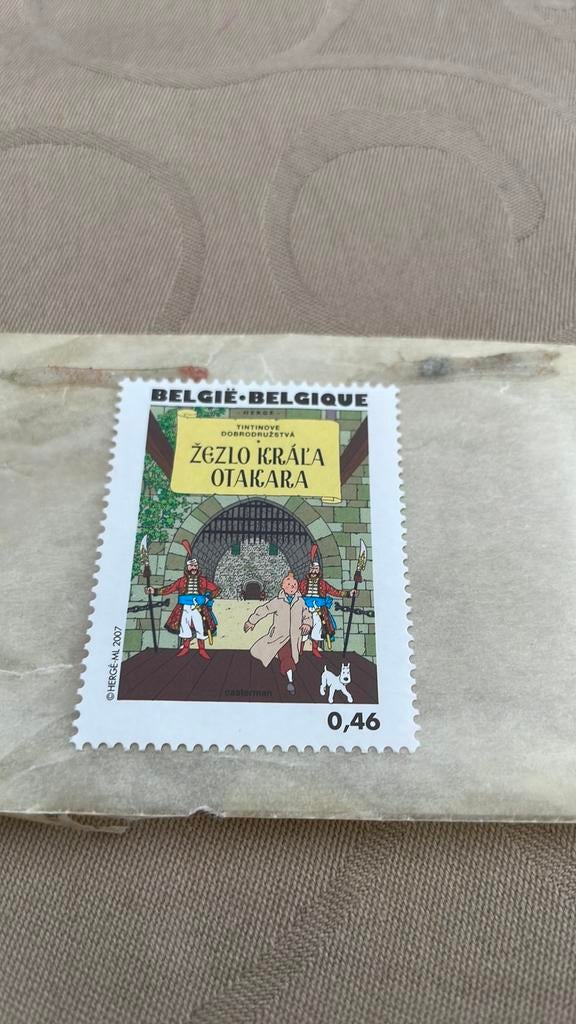 BELGIË·BELGIQUE
- HERGÉ -
TINTINOVE
DOBRODRUŽSTVÁ
ŽEZLO KRÁĽA
OTAKARA
©HERGÉ-ML 2007
casterman
0,46